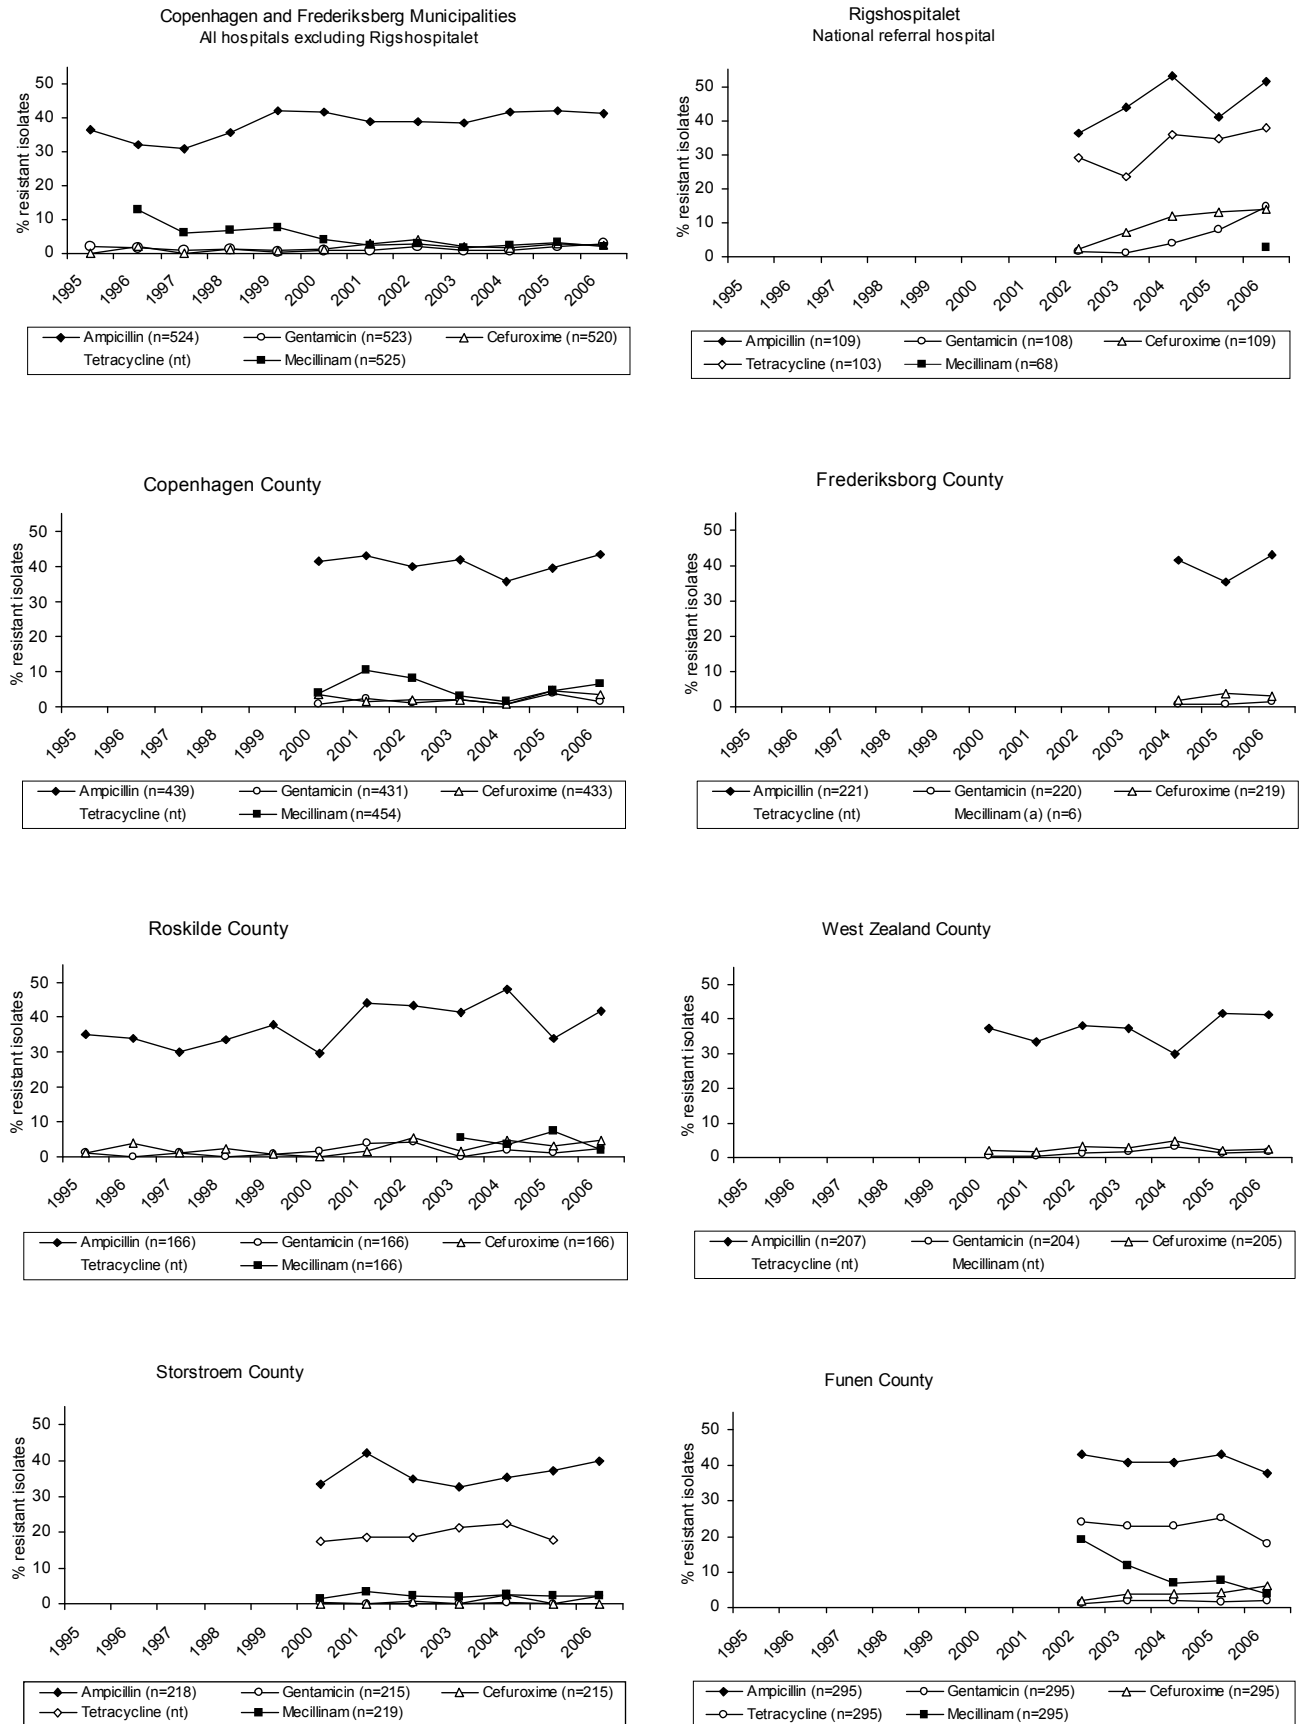 Copenhagen and Frederiksberg Municipalities
All hospitals excluding Rigshospitalet
% resistant isolates
50
40
30
20
10
0
1995 1996 1997 1998 1999 2000 2001 2002 2003 2004 2005 2006
Ampicillin (n=524) Gentamicin (n=523) Cefuroxime (n=520)
Tetracycline (nt) Mecillinam (n=525)
Rigshospitalet
National referral hospital
% resistant isolates
50
40
30
20
10
0
1995 1996 1997 1998 1999 2000 2001 2002 2003 2004 2005 2006
Ampicillin (n=109) Gentamicin (n=108) Cefuroxime (n=109)
Tetracycline (n=103) Mecillinam (n=68)
Copenhagen County
% resistant isolates
50
40
30
20
10
0
1995 1996 1997 1998 1999 2000 2001 2002 2003 2004 2005 2006
Ampicillin (n=439) Gentamicin (n=431) Cefuroxime (n=433)
Tetracycline (nt) Mecillinam (n=454)
Frederiksborg County
% resistant isolates
50
40
30
20
10
0
1995 1996 1997 1998 1999 2000 2001 2002 2003 2004 2005 2006
Ampicillin (n=221) Gentamicin (n=220) Cefuroxime (n=219)
Tetracycline (nt) Mecillinam (a) (n=6)
Roskilde County
% resistant isolates
50
40
30
20
10
0
1995 1996 1997 1998 1999 2000 2001 2002 2003 2004 2005 2006
Ampicillin (n=166) Gentamicin (n=166) Cefuroxime (n=166)
Tetracycline (nt) Mecillinam (n=166)
West Zealand County
% resistant isolates
50
40
30
20
10
0
1995 1996 1997 1998 1999 2000 2001 2002 2003 2004 2005 2006
Ampicillin (n=207) Gentamicin (n=204) Cefuroxime (n=205)
Tetracycline (nt) Mecillinam (nt)
Storstroem County
% resistant isolates
50
40
30
20
10
0
1995 1996 1997 1998 1999 2000 2001 2002 2003 2004 2005 2006
Ampicillin (n=218) Gentamicin (n=215) Cefuroxime (n=215)
Tetracycline (nt) Mecillinam (n=219)
Funen County
% resistant isolates
50
40
30
20
10
0
1995 1996 1997 1998 1999 2000 2001 2002 2003 2004 2005 2006
Ampicillin (n=295) Gentamicin (n=295) Cefuroxime (n=295)
Tetracycline (n=295) Mecillinam (n=295)